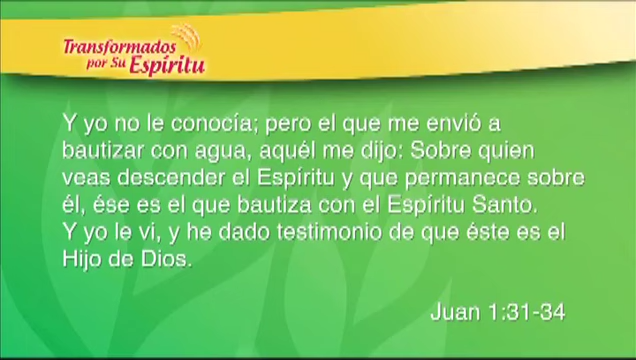 Transformados
por Su Espíritu
Y yo no le conocía; pero el que me envió a
bautizar con agua, aquél me dijo: Sobre quien
veas descender el Espíritu y que permanece sobre
él, ése es el que bautiza con el Espíritu Santo.
Y yo le vi, y he dado testimonio de que éste es el
Hijo de Dios.
Juan 1:31-34